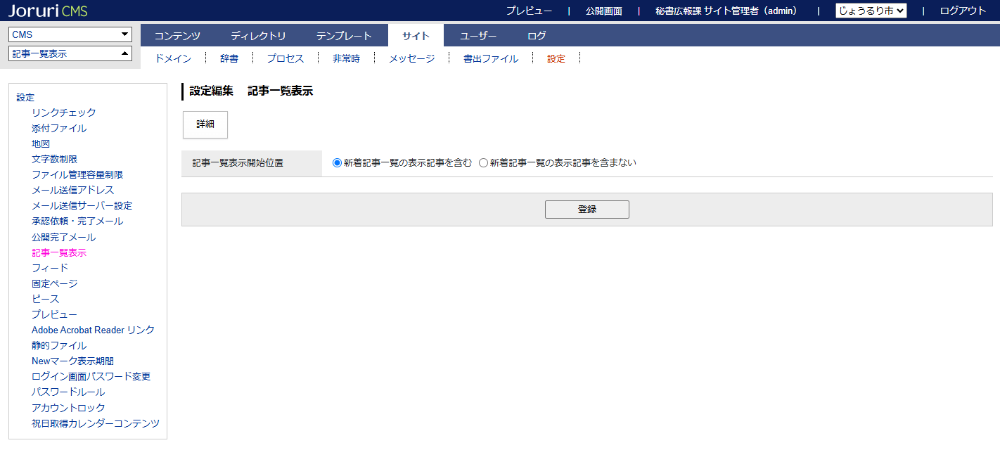 Joruri CMS プレビュー | 公開画面 | 秘書広報課 サイト管理者（admin） | じょうるり市 | ログアウト
CMS
記事一覧表示
コンテンツ ディレクトリ テンプレート サイト ユーザー ログ
ドメイン 辞書 プロセス 非常時 メッセージ 書出ファイル 設定
設定
リンクチェック
添付ファイル
地図
文字数制限
ファイル管理容量制限
メール送信アドレス
メール送信サーバー設定
承認依頼・完了メール
公開完了メール
記事一覧表示
フィード
固定ページ
ピース
プレビュー
Adobe Acrobat Reader リンク
静的ファイル
Newマーク表示期間
ログイン画面パスワード変更
パスワードルール
アカウントロック
祝日取得カレンダーコンテンツ
設定編集 記事一覧表示
詳細
記事一覧表示開始位置 新着記事一覧の表示記事を含む 新着記事一覧の表示記事を含まない
登録